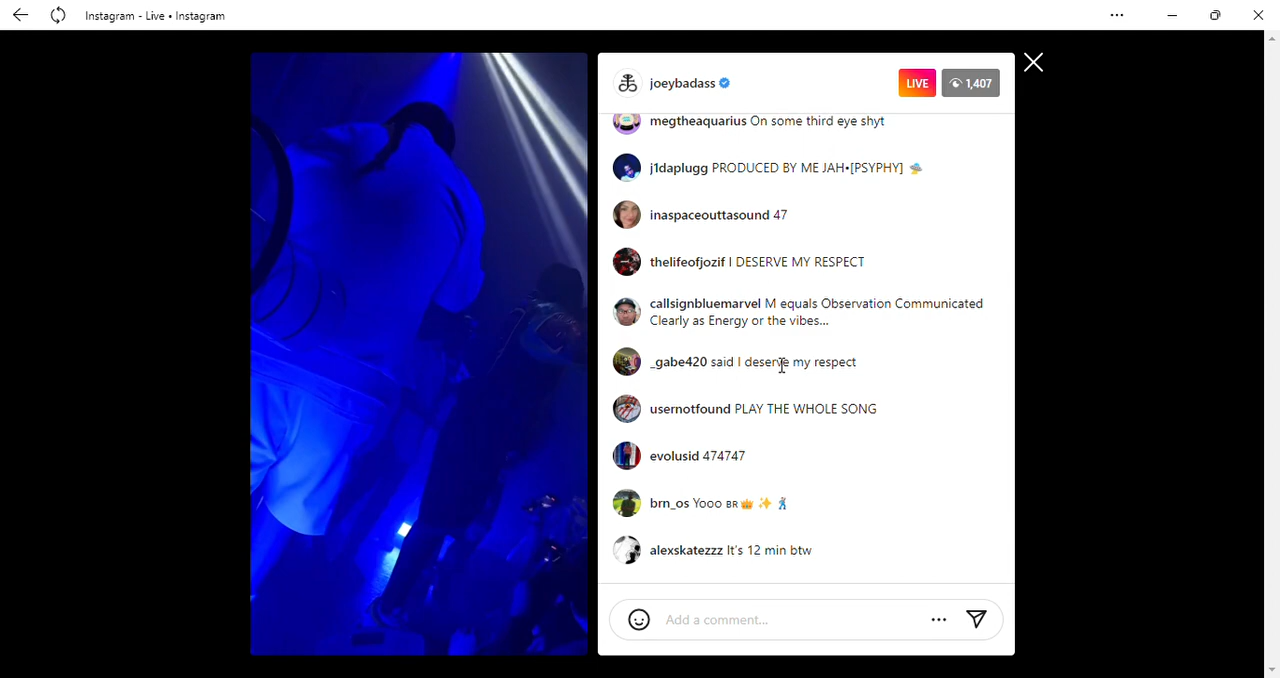 Instagram - Live • Instagram
joeybadass
LIVE
1,407
megtheaquarius On some third eye shyt
j1daplugg PRODUCED BY ME JAH•[PSYPHY] 🛸
inaspaceouttasound 47
thelifeofjozif I DESERVE MY RESPECT
callsignbluemarvel M equals Observation Communicated
Clearly as Energy or the vibes...
_gabe420 said I deserve my respect
usernotfound PLAY THE WHOLE SONG
evolusid 474747
brn_os Yooo ʙʀ👑 ✨ 🕺
alexskatezzz It's 12 min btw
Add a comment...